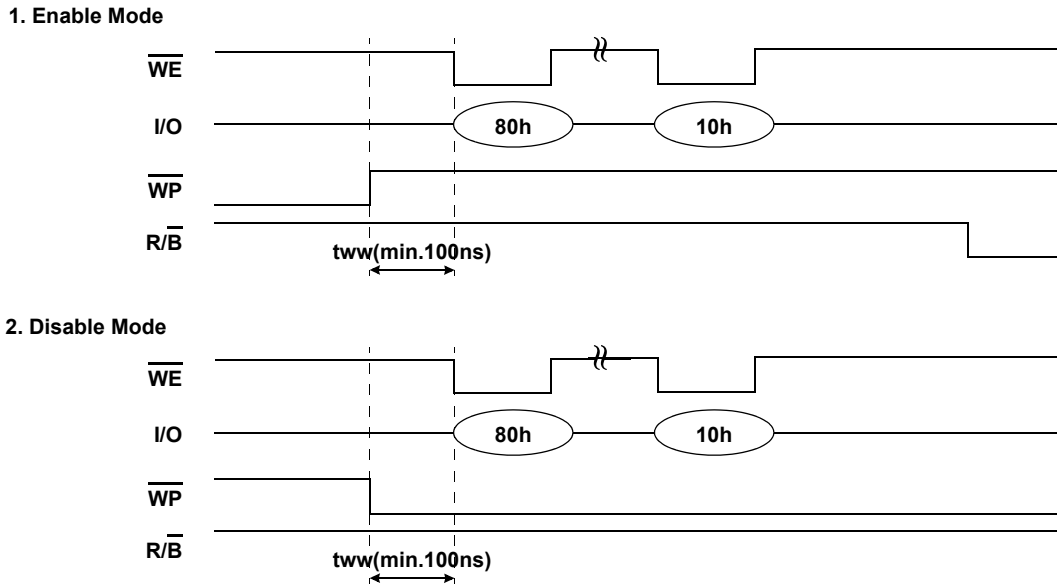 1. Enable Mode
WE
I/O
80h
10h
WP
R/B
tww(min.100ns)
2. Disable Mode
WE
I/O
80h
10h
WP
R/B
tww(min.100ns)